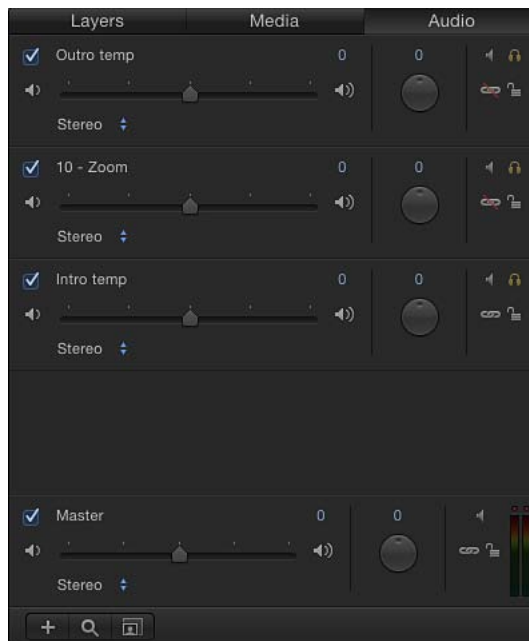 Layers Media Audio
Outro temp 0 0
Stereo
10 - Zoom 0 0
Stereo
Intro temp 0 0
Stereo
Master 0 0
Stereo